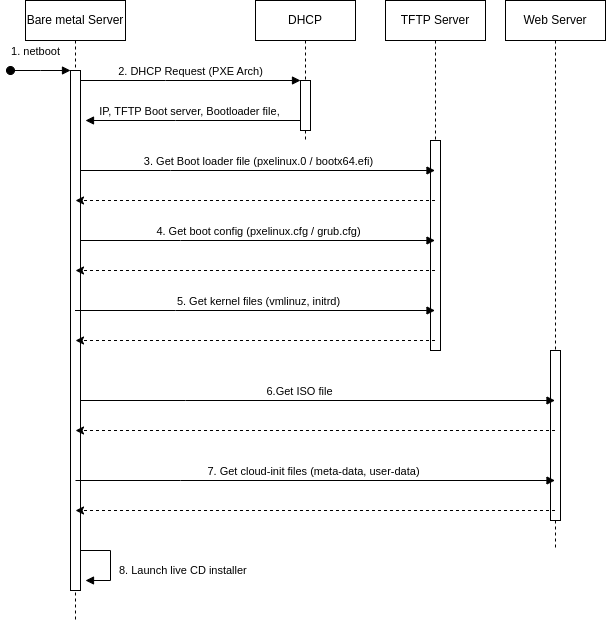 Bare metal Server
DHCP
TFTP Server
Web Server
1. netboot
2. DHCP Request (PXE Arch)
IP, TFTP Boot server, Bootloader file,
3. Get Boot loader file (pxelinux.0 / bootx64.efi)
4. Get boot config (pxelinux.cfg / grub.cfg)
5. Get kernel files (vmlinuz, initrd)
6.Get ISO file
7. Get cloud-init files (meta-data, user-data)
8. Launch live CD installer